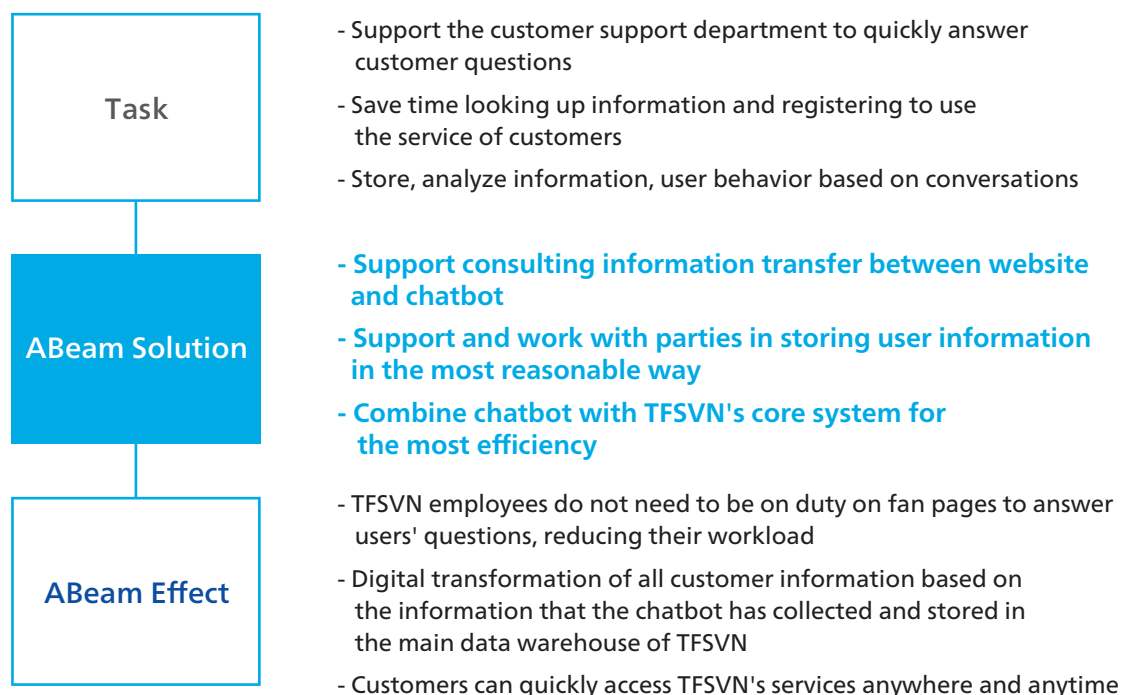 Task
- Support the customer support department to quickly answer
customer questions
- Save time looking up information and registering to use
the service of customers
- Store, analyze information, user behavior based on conversations
ABeam Solution
- Support consulting information transfer between website
and chatbot
- Support and work with parties in storing user information
in the most reasonable way
- Combine chatbot with TFSVN's core system for
the most efficiency
ABeam Effect
- TFSVN employees do not need to be on duty on fan pages to answer
users' questions, reducing their workload
- Digital transformation of all customer information based on
the information that the chatbot has collected and stored in
the main data warehouse of TFSVN
- Customers can quickly access TFSVN's services anywhere and anytime